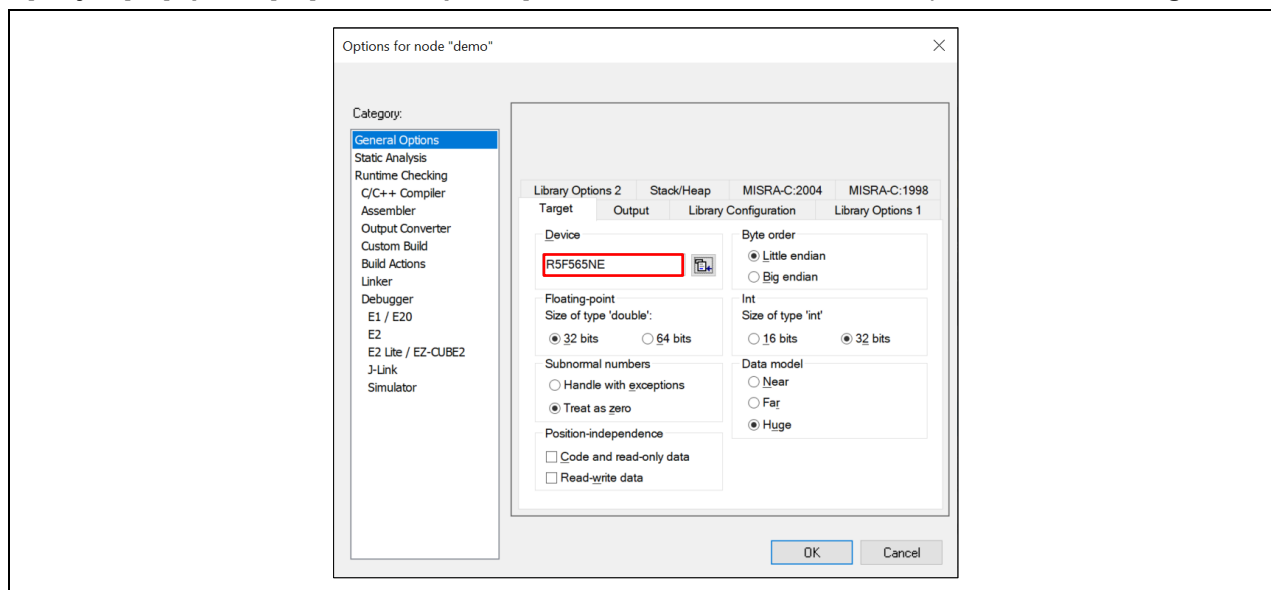 Options for node "demo"
Category:
General Options
Static Analysis
Runtime Checking
C/C++ Compiler
Assembler
Output Converter
Custom Build
Build Actions
Linker
Debugger
E1 / E20
E2
E2 Lite / EZ-CUBE2
J-Link
Simulator
Library Options 2 Stack/Heap MISRA-C:2004 MISRA-C:1998
Target Output Library Configuration Library Options 1
Device
R5F565NE
Byte order
Little endian
Big endian
Floating-point
Size of type 'double':
32 bits 64 bits
Int
Size of type 'int'
16 bits 32 bits
Subnormal numbers
Handle with exceptions
Treat as zero
Data model
Near
Far
Huge
Position-independence
Code and read-only data
Read-write data
OK Cancel